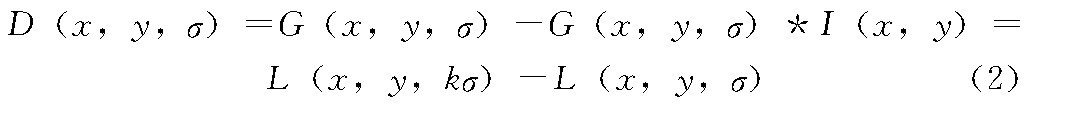 D (x, y, σ) =G (x, y, σ) −G (x, y, σ) ∗I (x, y) =
L (x, y, kσ) −L (x, y, σ) (2)